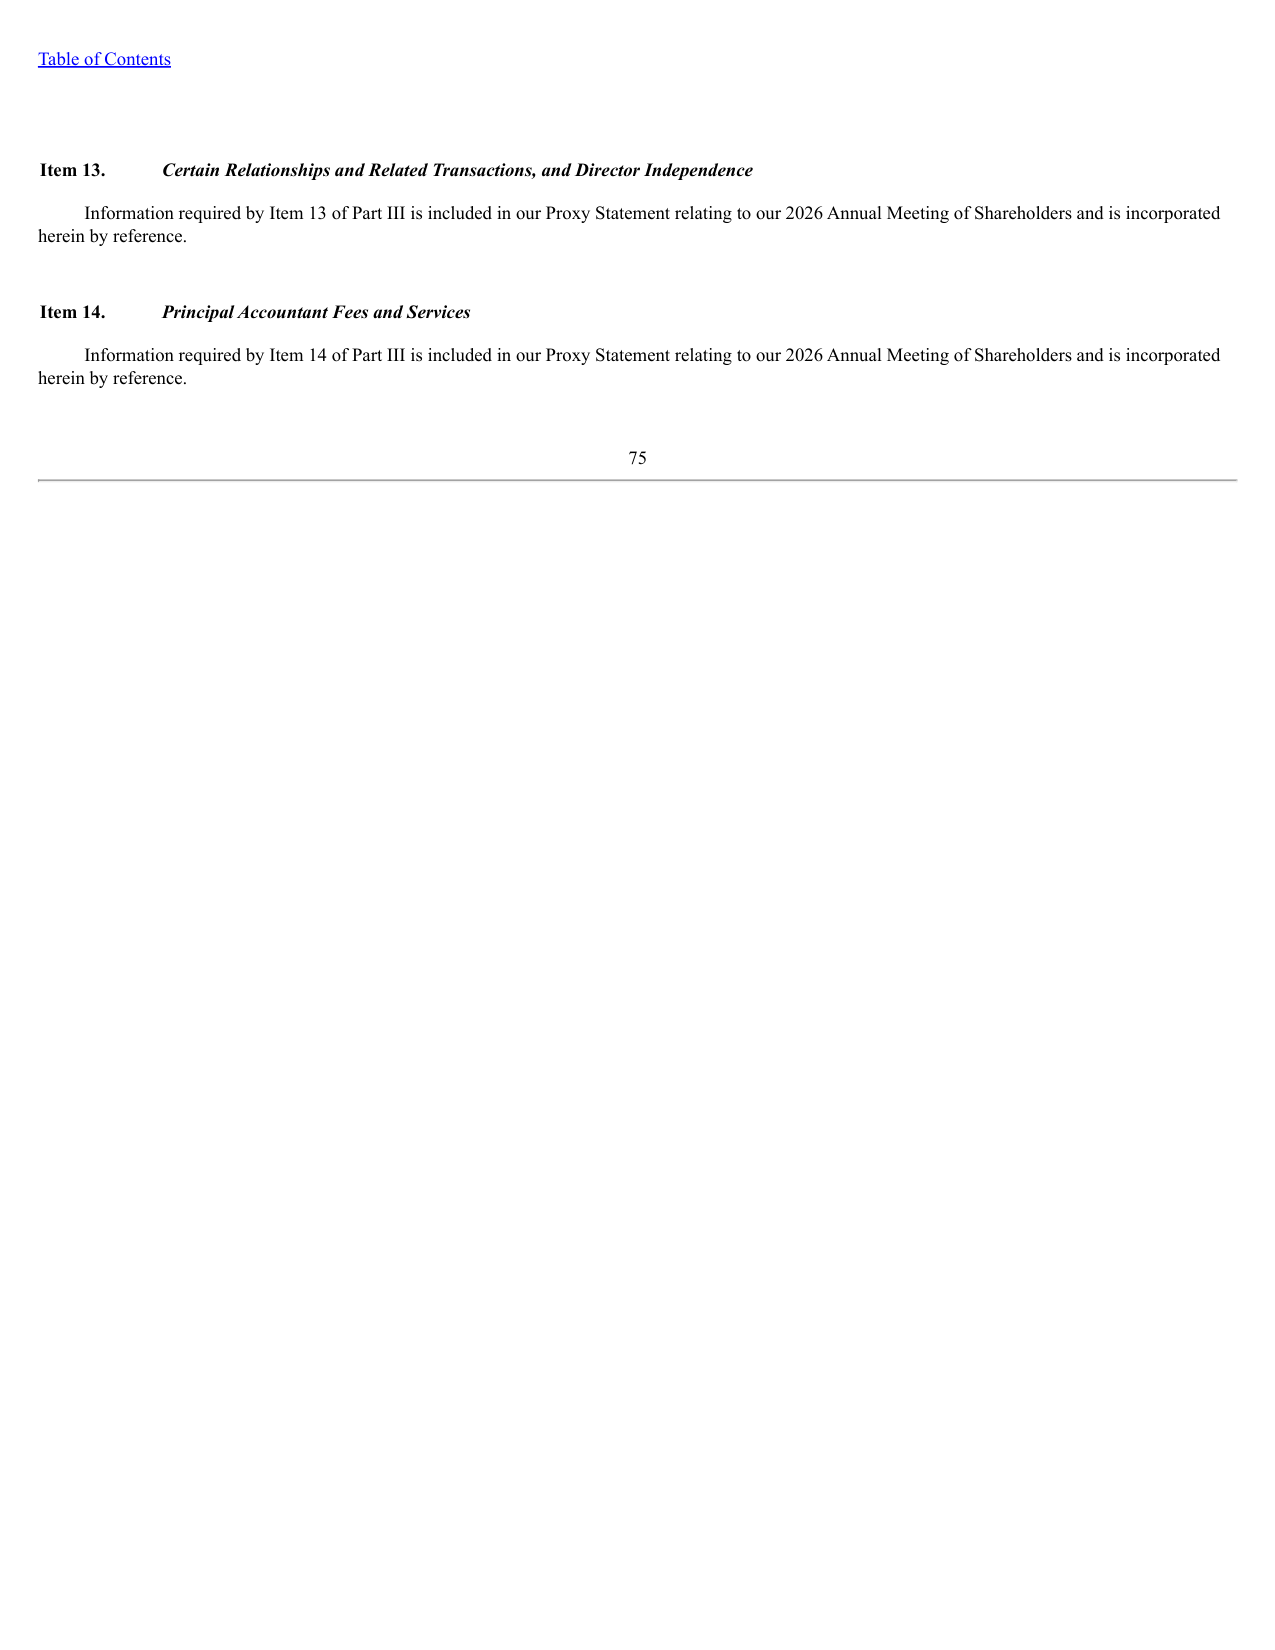 Table of Contents
Item 13. Certain Relationships and Related Transactions, and Director Independence
Information required by Item 13 of Part III is included in our Proxy Statement relating to our 2026 Annual Meeting of Shareholders and is incorporated
herein by reference.
Item 14. Principal Accountant Fees and Services
Information required by Item 14 of Part III is included in our Proxy Statement relating to our 2026 Annual Meeting of Shareholders and is incorporated
herein by reference.
75